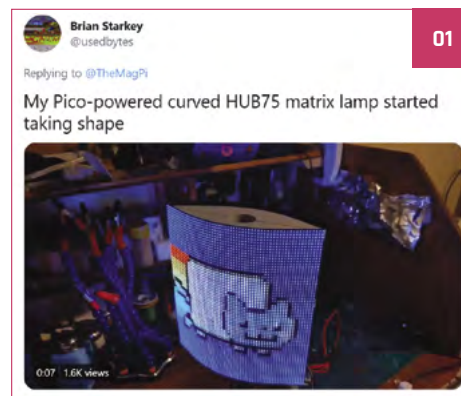 Brian Starkey
@usedbytes
01
Replying to @TheMagPi
My Pico-powered curved HUB75 matrix lamp started
taking shape
0:07 1.6K views